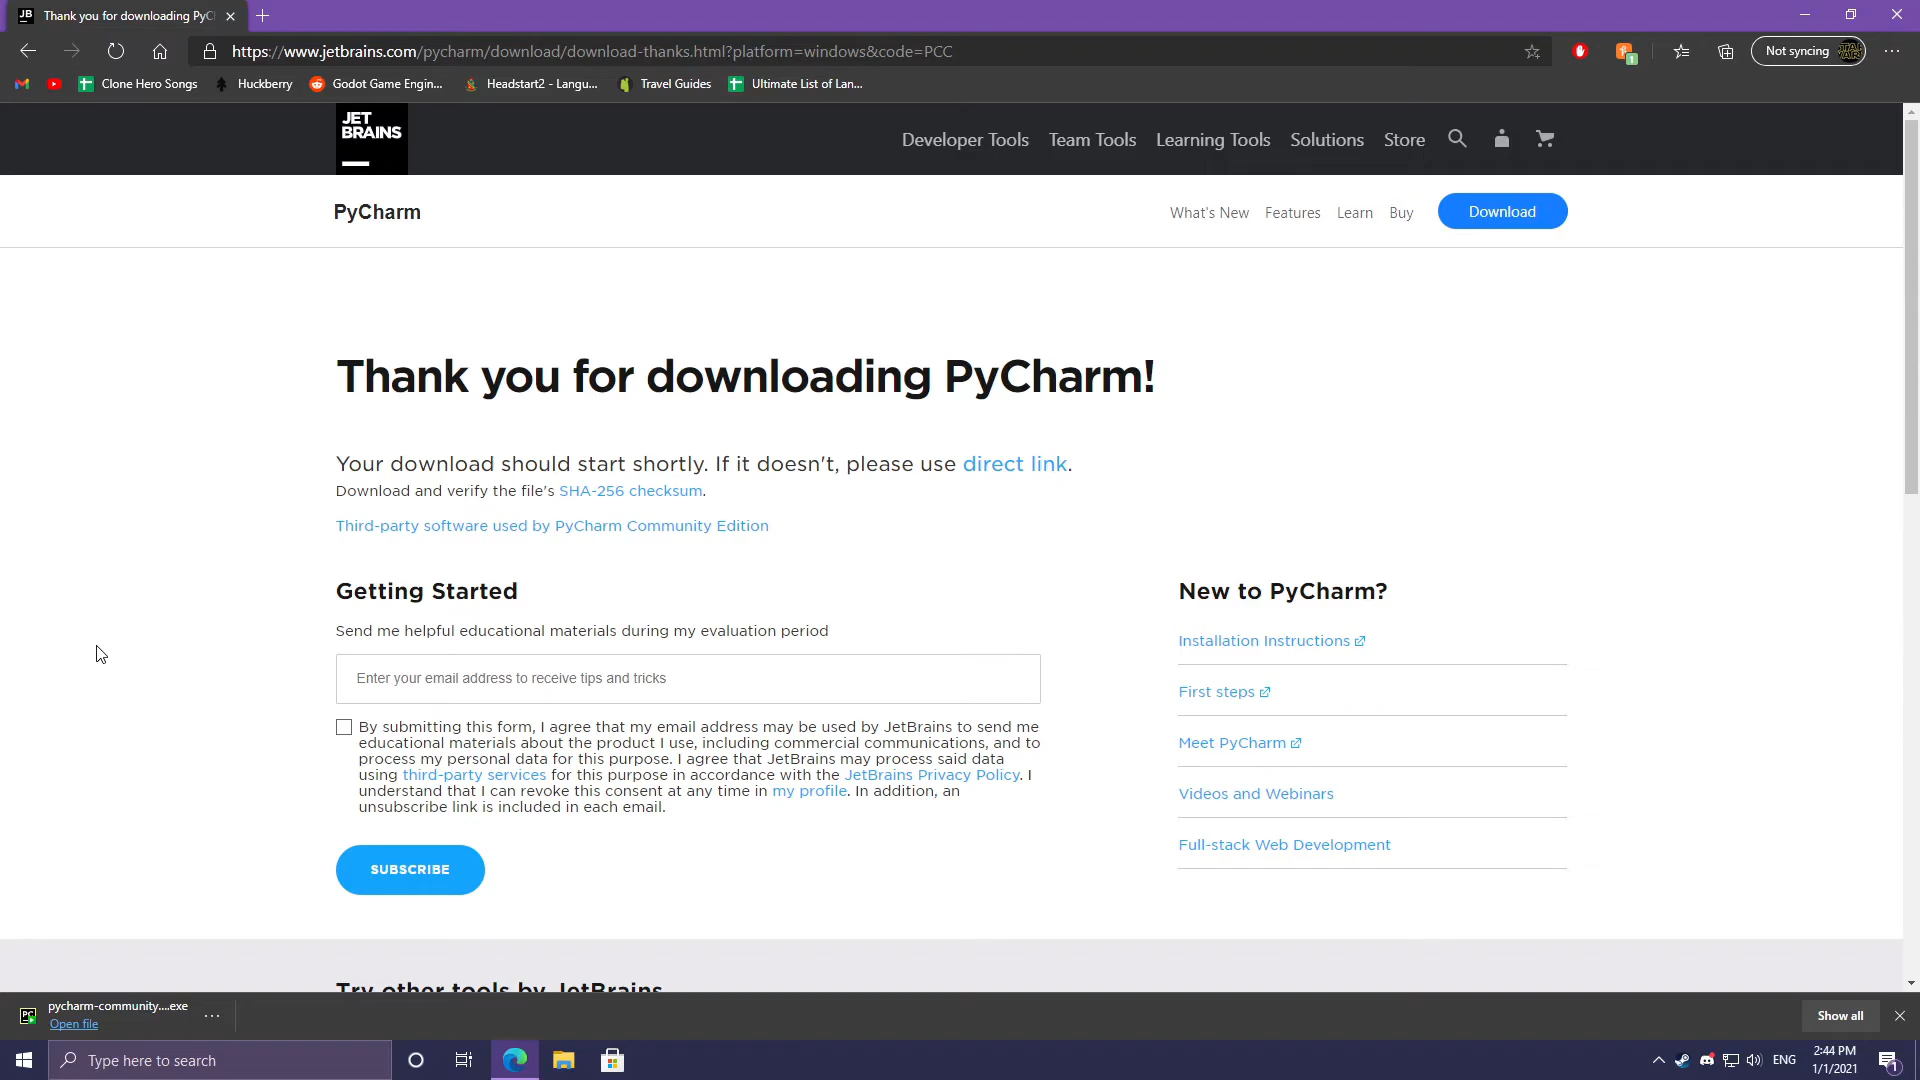 JB
Thank you for downloading PyC
https://www.jetbrains.com/pycharm/download/download-thanks.html?platform=windows&code=PCC
1
Not syncing
Clone Hero Songs
Huckberry
Godot Game Engin...
Headstart2 - Langu...
Travel Guides
Ultimate List of Lan...
JET
BRAINS
Developer Tools
Team Tools
Learning Tools
Solutions
Store
PyCharm
What's New
Features
Learn
Buy
Download
Thank you for downloading PyCharm!
Your download should start shortly. If it doesn't, please use direct link.
Download and verify the file's SHA-256 checksum.
Third-party software used by PyCharm Community Edition
Getting Started
Send me helpful educational materials during my evaluation period
Enter your email address to receive tips and tricks
By submitting this form, I agree that my email address may be used by JetBrains to send me
educational materials about the product I use, including commercial communications, and to
process my personal data for this purpose. I agree that JetBrains may process said data
using third-party services for this purpose in accordance with the JetBrains Privacy Policy. I
understand that I can revoke this consent at any time in my profile. In addition, an
unsubscribe link is included in each email.
SUBSCRIBE
New to PyCharm?
Installation Instructions
First steps
Meet PyCharm
Videos and Webinars
Full-stack Web Development
Try other tools by JetBrains
PC
pycharm-community....exe
Open file
Show all
Type here to search
ENG
2:44 PM
1/1/2021
1